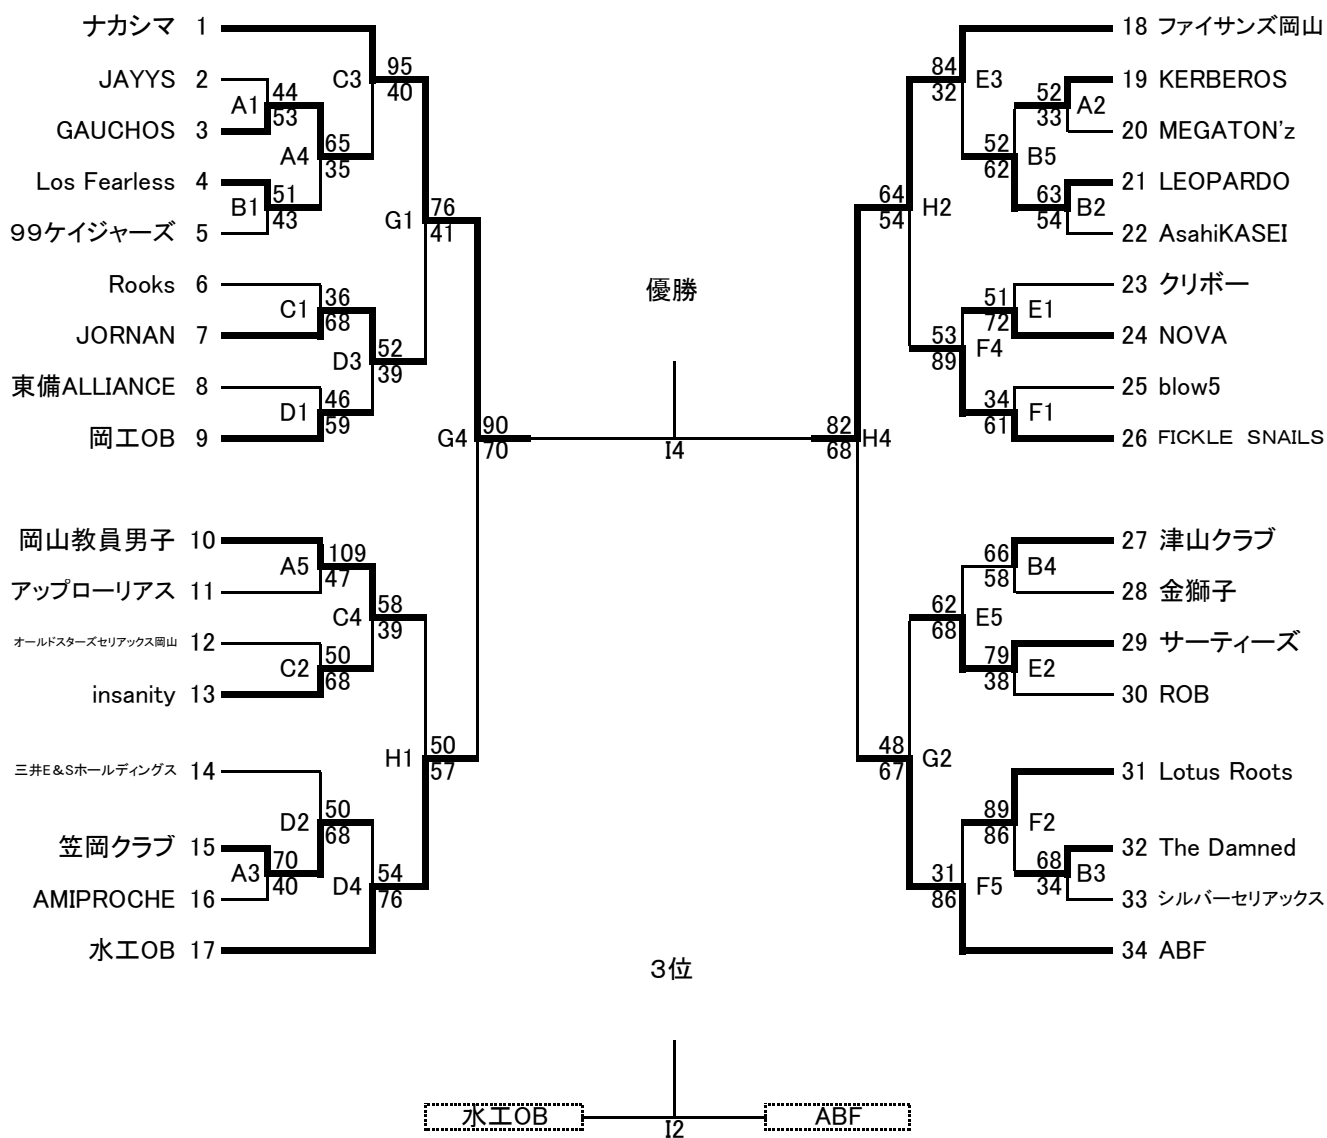 ナカシマ 1
C3
95
40
JAYYS 2
A1
44
53
GAUCHOS 3
A4
65
35
Los Fearless 4
B1
51
43
99ケイジャーズ 5
G1
76
41
Rooks 6
C1
36
68
JORNAN 7
D3
52
39
東備ALLIANCE 8
D1
46
59
岡工OB 9
G4
90
70
岡山教員男子 10
A5
109
47
アップローリアス 11
C4
58
39
オールドスターズセリアックス岡山 12
C2
50
68
insanity 13
H1
50
57
三井E&Sホールディングス 14
D2
50
68
笠岡クラブ 15
A3
70
40
AMIPROCHE 16
D4
54
76
水工OB 17
優勝
I4
18 ファイサンズ岡山
84
32
E3
19 KERBEROS
52
33
A2
20 MEGATON'z
52
62
B5
21 LEOPARDO
63
54
B2
22 AsahiKASEI
64
54
H2
23 クリボー
51
72
E1
24 NOVA
53
89
F4
25 blow5
34
61
F1
26 FICKLE SNAILS
82
68
H4
27 津山クラブ
66
58
B4
28 金獅子
62
68
E5
29 サーティーズ
79
38
E2
30 ROB
48
67
G2
31 Lotus Roots
89
86
F2
32 The Damned
68
34
B3
33 シルバーセリアックス
31
86
F5
34 ABF
3位
水工OB
I2
ABF